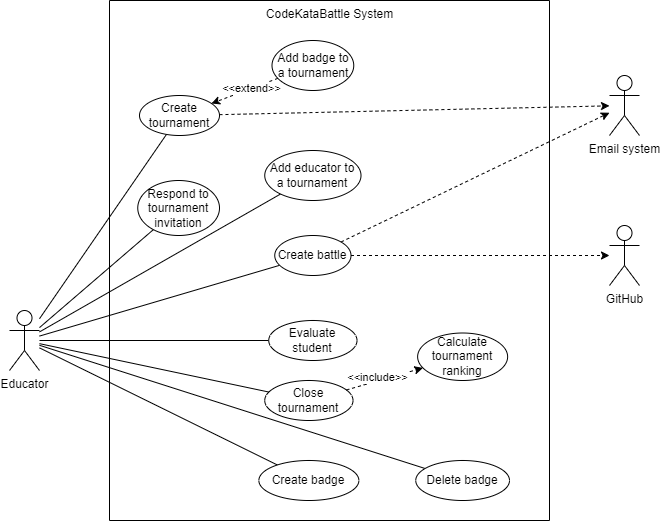 CodeKataBattle System
Add badge to
a tournament
<<extend>>
Create
tournament
Email system
Add educator to
a tournament
Respond to
tournament
invitation
Create battle
GitHub
Evaluate
student
Calculate
tournament
ranking
<<include>>
Educator
Close
tournament
Create badge
Delete badge